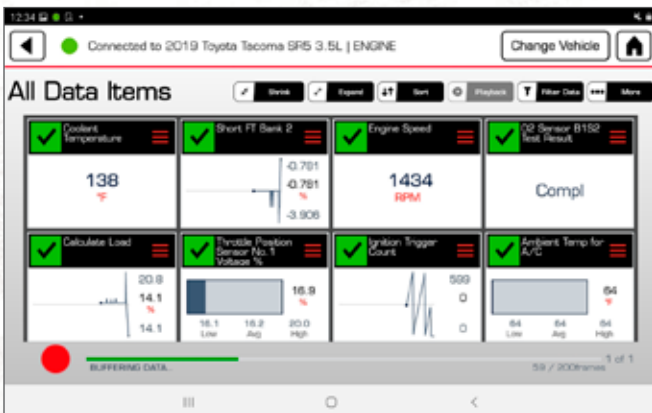 12:34
Connected to 2019 Toyota Tacoma SR5 3.5L | ENGINE
Change Vehicle
All Data Items
Shrink
Expand
Sort
Playback
Filter Data
More
Coolant
Temperature
138
°F
Short FT Bank 2
-0.781
-0.781
%
-3.906
Engine Speed
1434
RPM
O2 Sensor B1S2
Test Result
Compl
Calculate Load
20.8
14.1
%
14.1
Throttle Position
Sensor No.1
Voltage %
16.9
%
16.1 16.2 20.0
Low Avg High
Ignition Trigger
Count
599
0
0
Ambient Temp for
A/C
64
°F
64 64 64
Low Avg High
BUFFERING DATA...
1 of 1
59 / 200frames